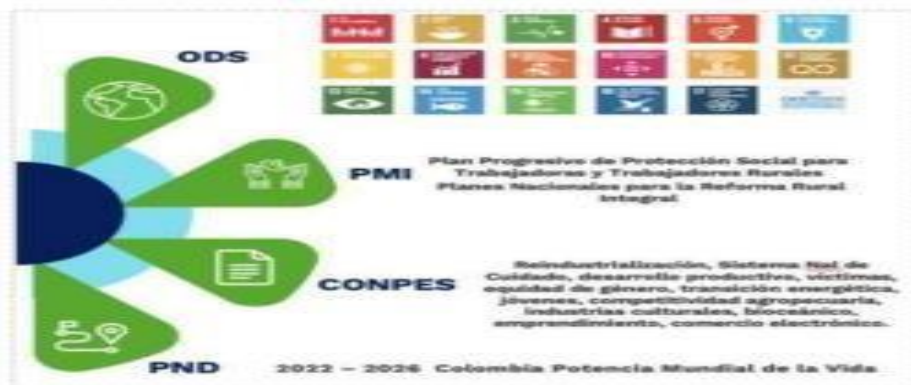 ODS
PMI
Plan Progresivo de Protección Social para
Trabajadoras y Trabajadores Rurales
Planes Nacionales para la Reforma Rural
Integral
CONPES
Reindustrialización, Sistema Nal de
Cuidado, desarrollo productivo, víctimas,
equidad de género, transición energética,
jóvenes, competitividad agropecuaria,
industrias culturales, bioceánico,
emprendimiento, comercio electrónico.
PND
2022 – 2026 Colombia Potencia Mundial de la Vida